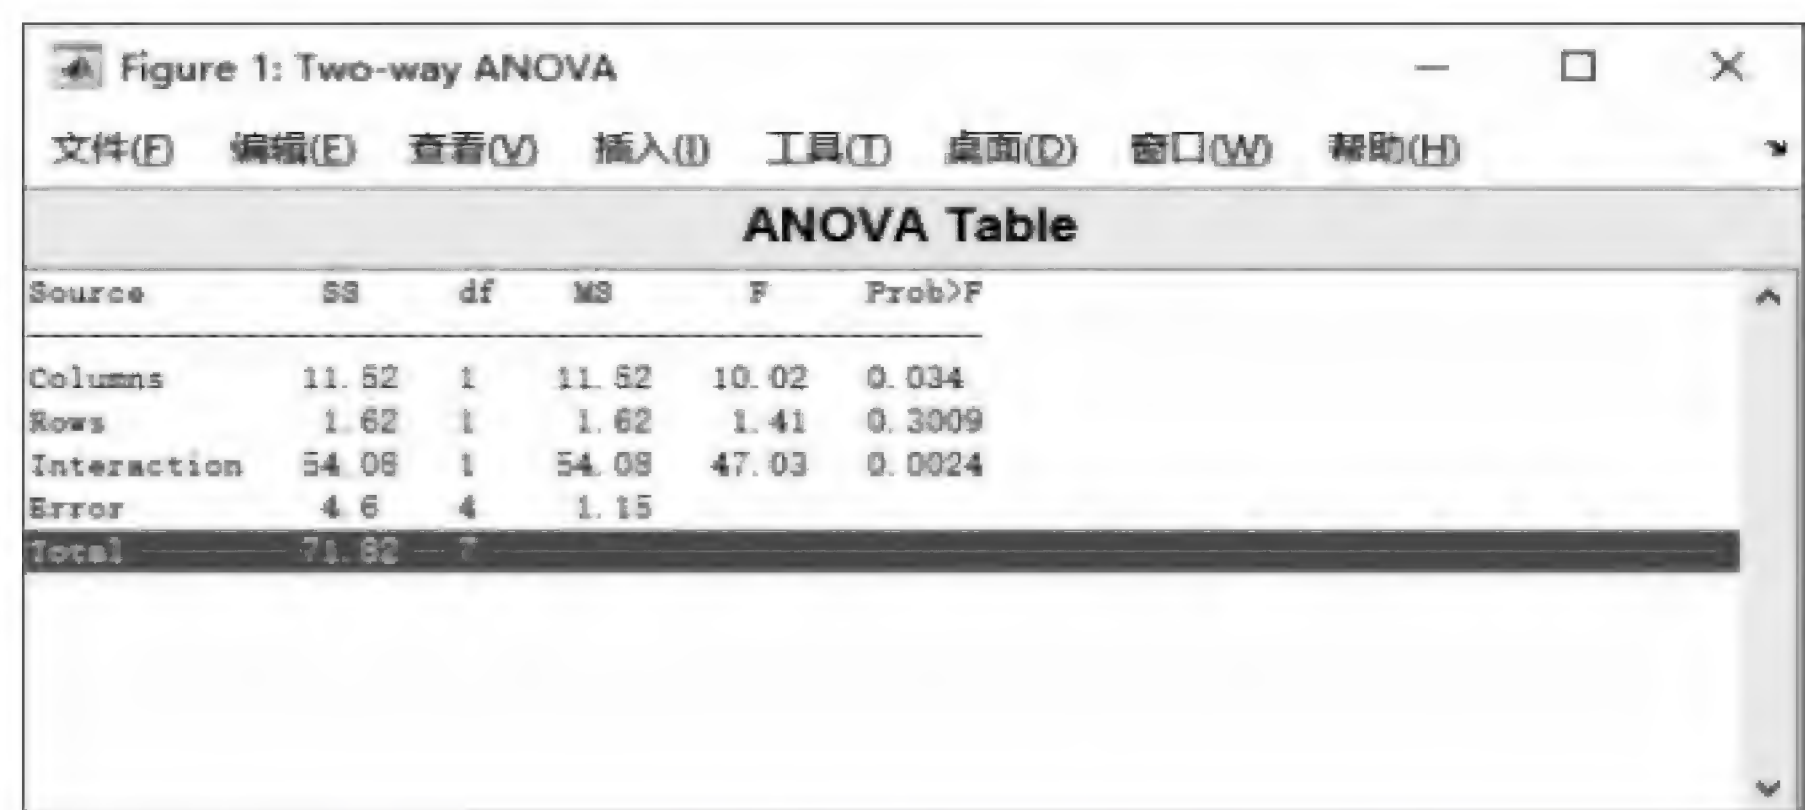 Figure 1: Two-way ANOVA
文件(F) 编辑(E) 查看(V) 插入(I) 工具(T) 桌面(D) 窗口(W) 帮助(H)
ANOVA Table
Source SS df MS F Prob>F
Columns 11.52 1 11.52 10.02 0.034
Rows 1.62 1 1.62 1.41 0.3009
Interaction 54.08 1 54.08 47.03 0.0024
Error 4.6 4 1.15
Total 71.82 7